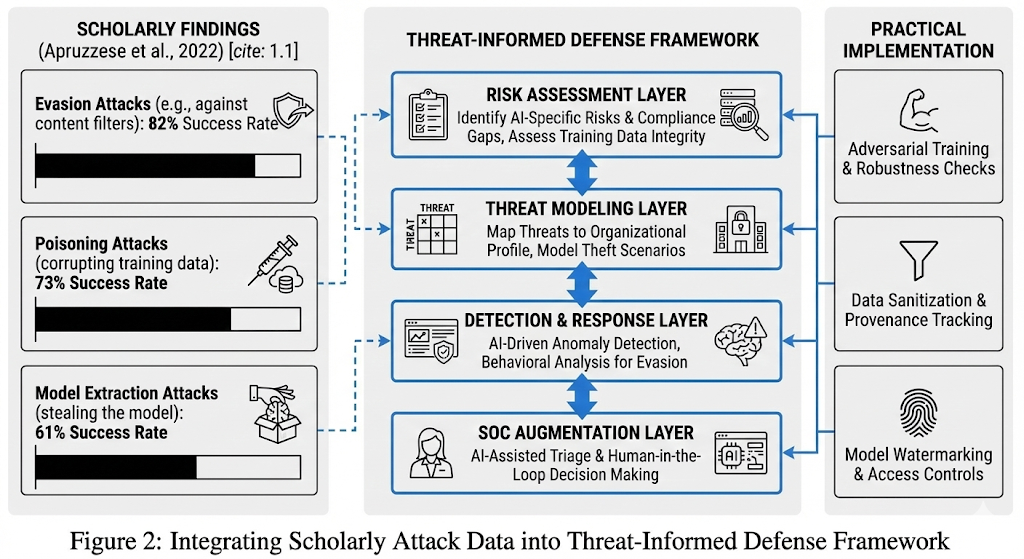 SCHOLARLY FINDINGS
(Apruzzese et al., 2022) [cite: 1.1]
Evasion Attacks (e.g., against
content filters): 82% Success Rate
Poisoning Attacks
(corrupting training data):
73% Success Rate
Model Extraction Attacks
(stealing the model):
61% Success Rate
THREAT-INFORMED DEFENSE FRAMEWORK
RISK ASSESSMENT LAYER
Identify AI-Specific Risks & Compliance
Gaps, Assess Training Data Integrity
THREAT
THREAT
x
x
THREAT MODELING LAYER
Map Threats to Organizational
Profile, Model Theft Scenarios
DETECTION & RESPONSE LAYER
AI-Driven Anomaly Detection,
Behavioral Analysis for Evasion
SOC AUGMENTATION LAYER
AI-Assisted Triage & Human-in-the-
Loop Decision Making
AI
PRACTICAL
IMPLEMENTATION
Adversarial Training
& Robustness Checks
Data Sanitization &
Provenance Tracking
Model Watermarking
& Access Controls
Figure 2: Integrating Scholarly Attack Data into Threat-Informed Defense Framework